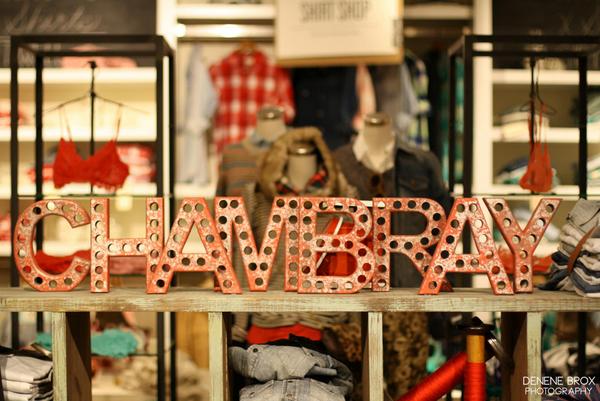 SHIRT SHOP
CHAMBRAY
DENENE BROX
PHOTOGRAPHY